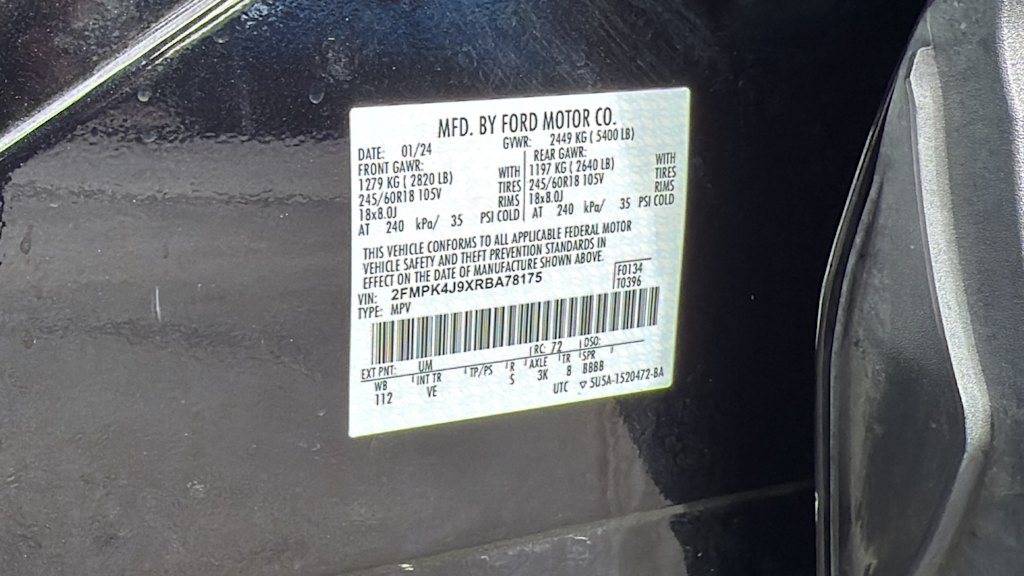 MFD. BY FORD MOTOR CO.
DATE: 01/24 GVWR: 2449 KG ( 5400 LB)
FRONT GAWR: REAR GAWR:
1279 KG ( 2820 LB) WITH 1197 KG ( 2640 LB) WITH
245/60R18 105V TIRES 245/60R18 105V TIRES
18x8.0J RIMS 18x8.0J RIMS
AT 240 kPa/ 35 PSI COLD AT 240 kPa/ 35 PSI COLD
THIS VEHICLE CONFORMS TO ALL APPLICABLE FEDERAL MOTOR
VEHICLE SAFETY AND THEFT PREVENTION STANDARDS IN
EFFECT ON THE DATE OF MANUFACTURE SHOWN ABOVE.
VIN: 2FMPK4J9XRBA78175 F0134
TYPE: MPV T0396
EXT PNT: UM RC: 72 DSO:
WB INT TR TP/PS R AXLE TR SPR
112 VE S 3K 8 BBBB
UTC ▽ 5U5A-1520472-BA